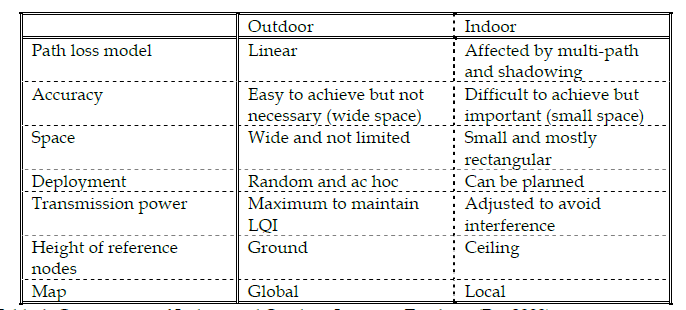 Outdoor Indoor
Path loss model Linear Affected by multi-path
and shadowing
Accuracy Easy to achieve but not Difficult to achieve but
necessary (wide space) important (small space)
Space Wide and not limited Small and mostly
rectangular
Deployment Random and ac hoc Can be planned
Transmission power Maximum to maintain Adjusted to avoid
LQI interference
Height of reference Ground Ceiling
nodes
Map Global Local